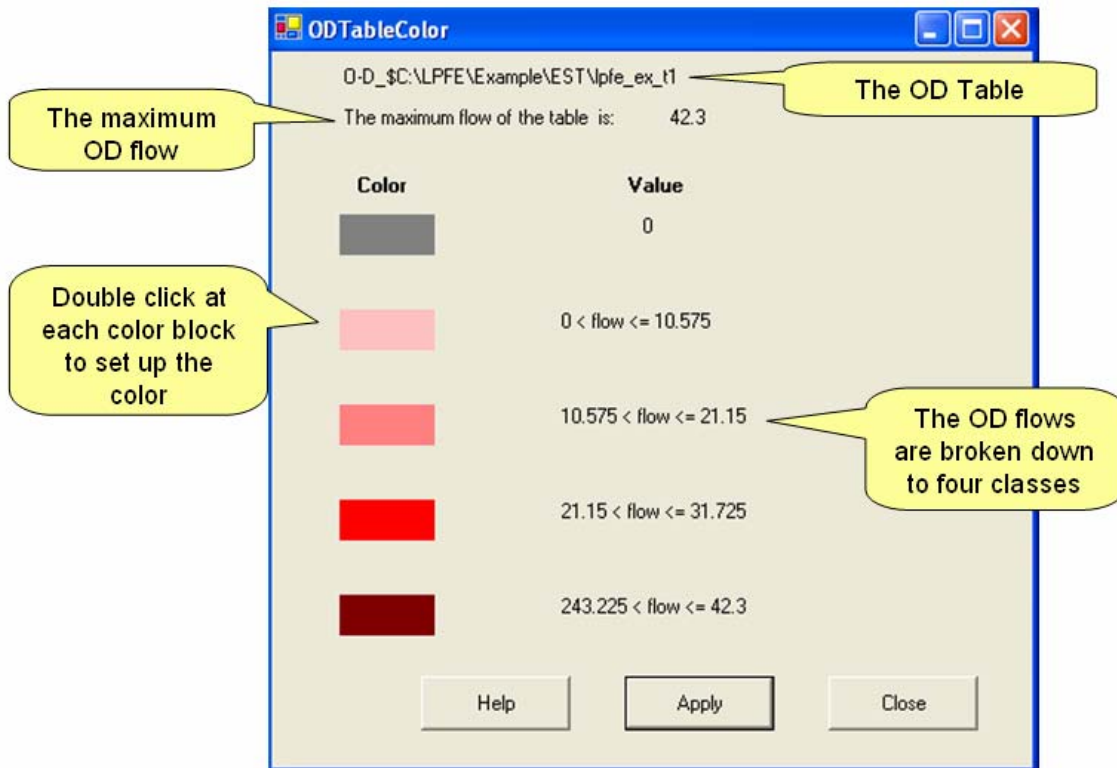 ODTableColor
O-D_$C:\LPFE\Example\EST\lpfe_ex_t1
The OD Table
The maximum
OD flow
The maximum flow of the table is: 42.3
Color Value
0
Double click at
each color block
to set up the
color
0 < flow <= 10.575
10.575 < flow <= 21.15
The OD flows
are broken down
to four classes
21.15 < flow <= 31.725
243.225 < flow <= 42.3
Help Apply Close